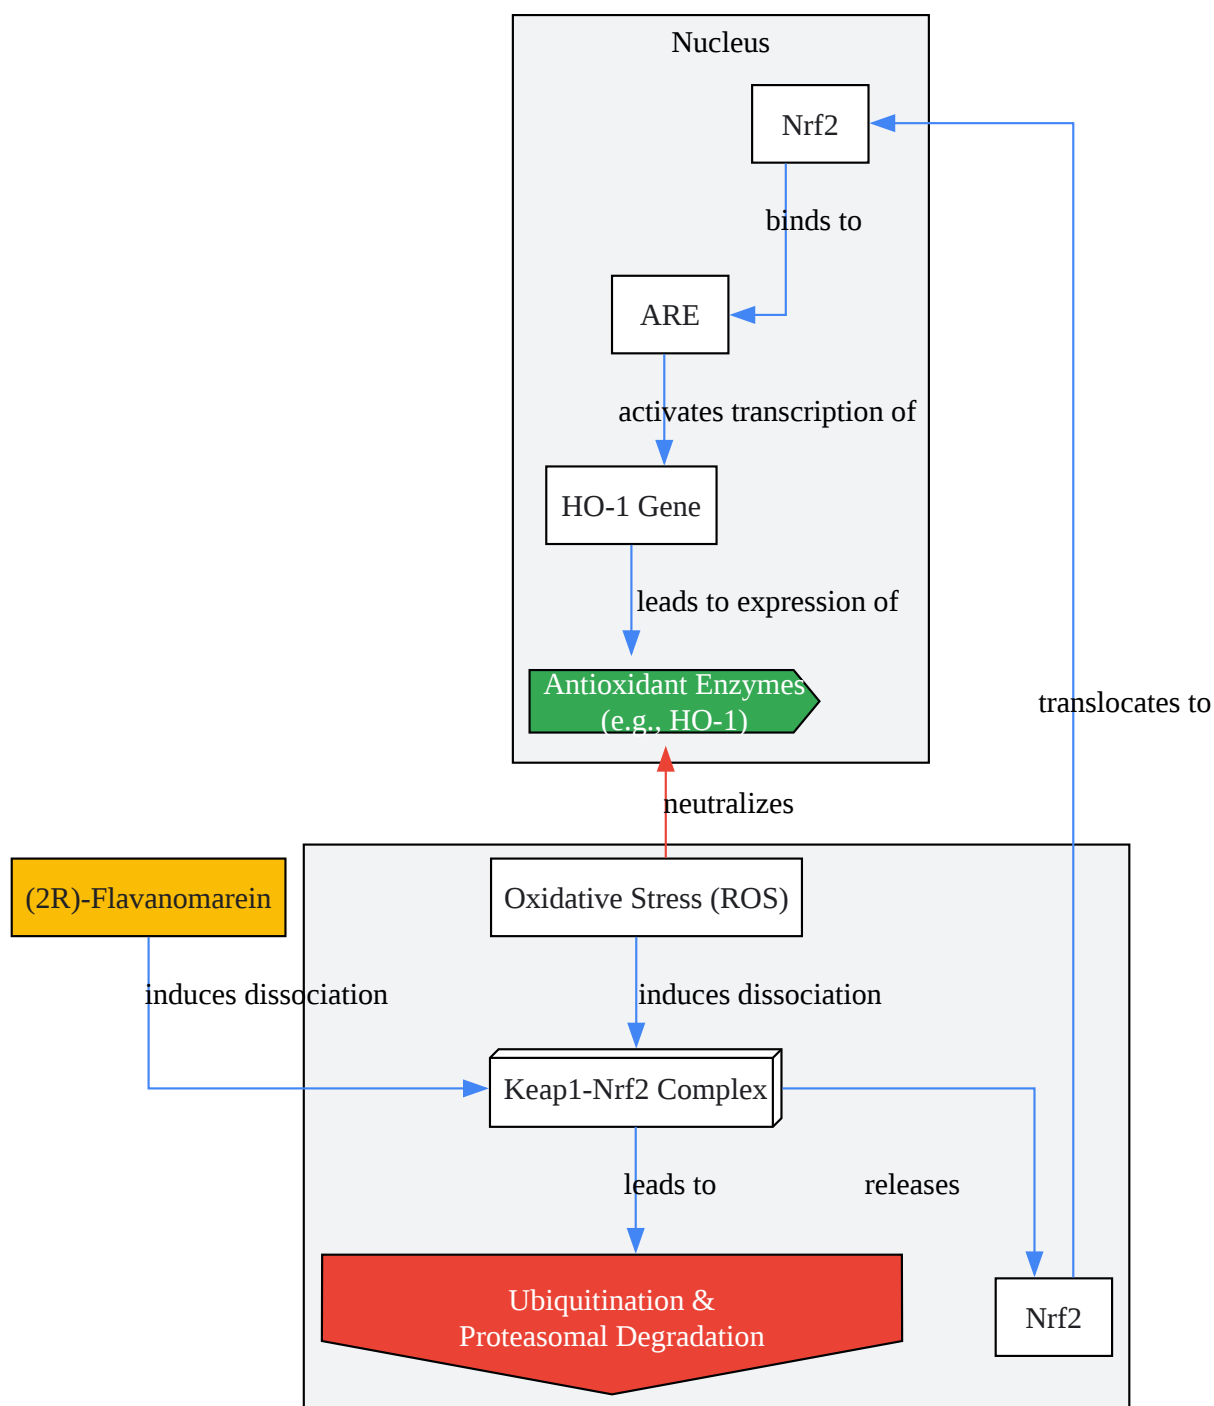 Nucleus
Nrf2
binds to
ARE
activates transcription of
HO-1 Gene
leads to expression of
Antioxidant Enzymes
(e.g., HO-1)
translocates to
neutralizes
(2R)-Flavanomarein
Oxidative Stress (ROS)
induces dissociation
induces dissociation
Keap1-Nrf2 Complex
leads to
releases
Ubiquitination &
Proteasomal Degradation
Nrf2